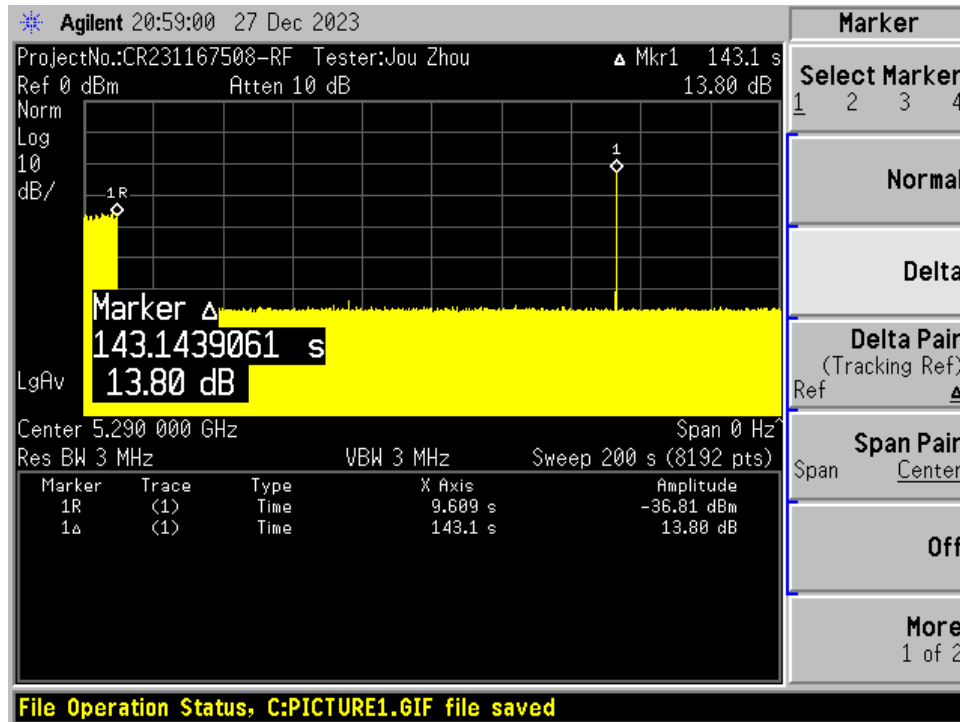 Agilent 20:59:00 27 Dec 2023
Marker
ProjectNo.:CR231167508-RF Tester:Jou Zhou
Δ Mkr1 143.1 s
Ref 0 dBm Atten 10 dB 13.80 dB
Norm
Log
10
dB/
1R
1
Marker Δ
143.1439061 s
13.80 dB
LgAv
Center 5.290 000 GHz Span 0 Hz^
Res BW 3 MHz VBW 3 MHz Sweep 200 s (8192 pts)
Marker Trace Type X Axis Amplitude
1R (1) Time 9.609 s -36.81 dBm
1Δ (1) Time 143.1 s 13.80 dB
Select Marker
1 2 3 4
Normal
Delta
Delta Pair
(Tracking Ref)
Ref Δ
Span Pair
Span Center
Off
More
1 of 2
File Operation Status, C:PICTURE1.GIF file saved